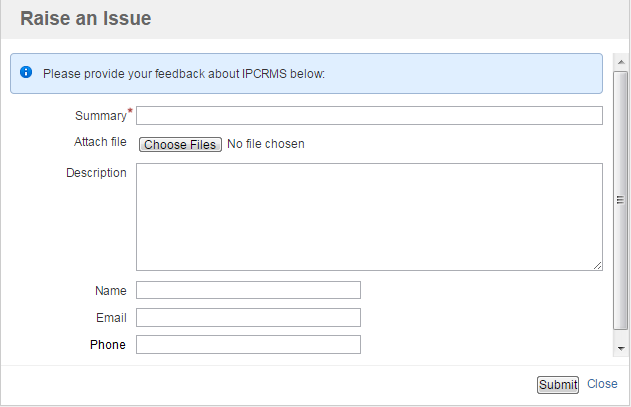 Raise an Issue
Please provide your feedback about IPCRMS below:
Summary*
Attach file Choose Files No file chosen
Description
Name
Email
Phone
Submit Close